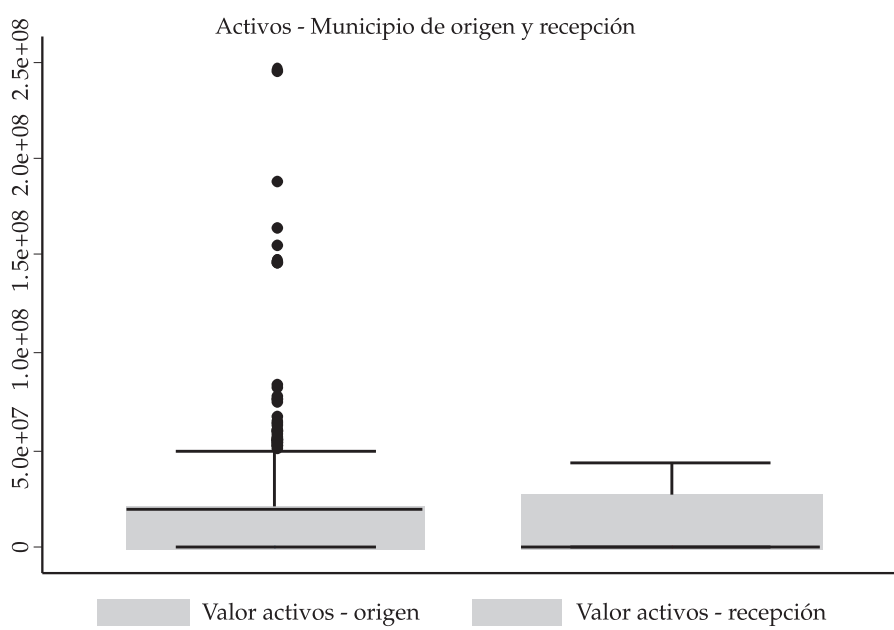 Activos - Municipio de origen y recepción
2.5e+08
2.0e+08
1.5e+08
1.0e+08
5.0e+07
0
Valor activos - origen
Valor activos - recepción